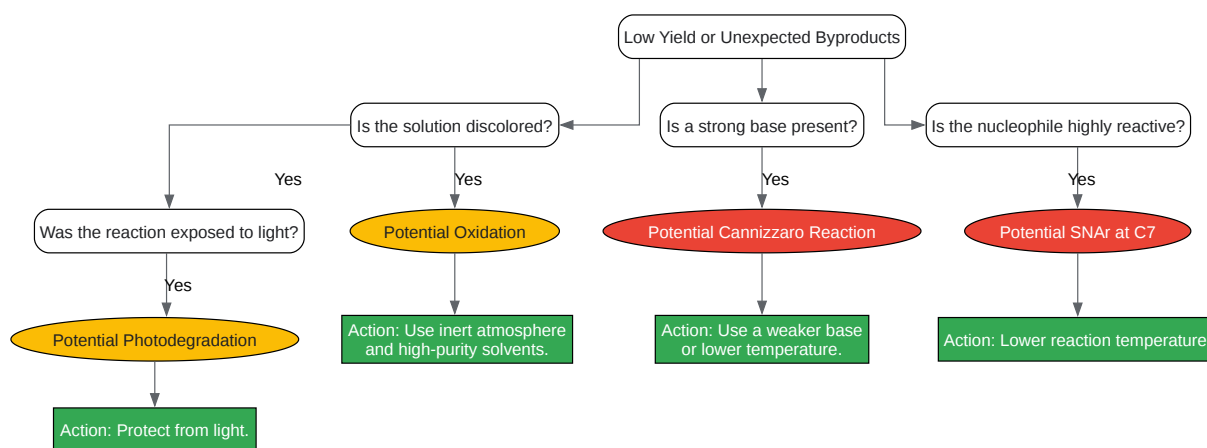 Low Yield or Unexpected Byproducts
Is the solution discolored?
Is a strong base present?
Is the nucleophile highly reactive?
Yes
Yes
Yes
Yes
Was the reaction exposed to light?
Potential Oxidation
Potential Cannizzaro Reaction
Potential SNAr at C7
Yes
Potential Photodegradation
Action: Use inert atmosphere
and high-purity solvents.
Action: Use a weaker base
or lower temperature.
Action: Lower reaction temperature
Action: Protect from light.